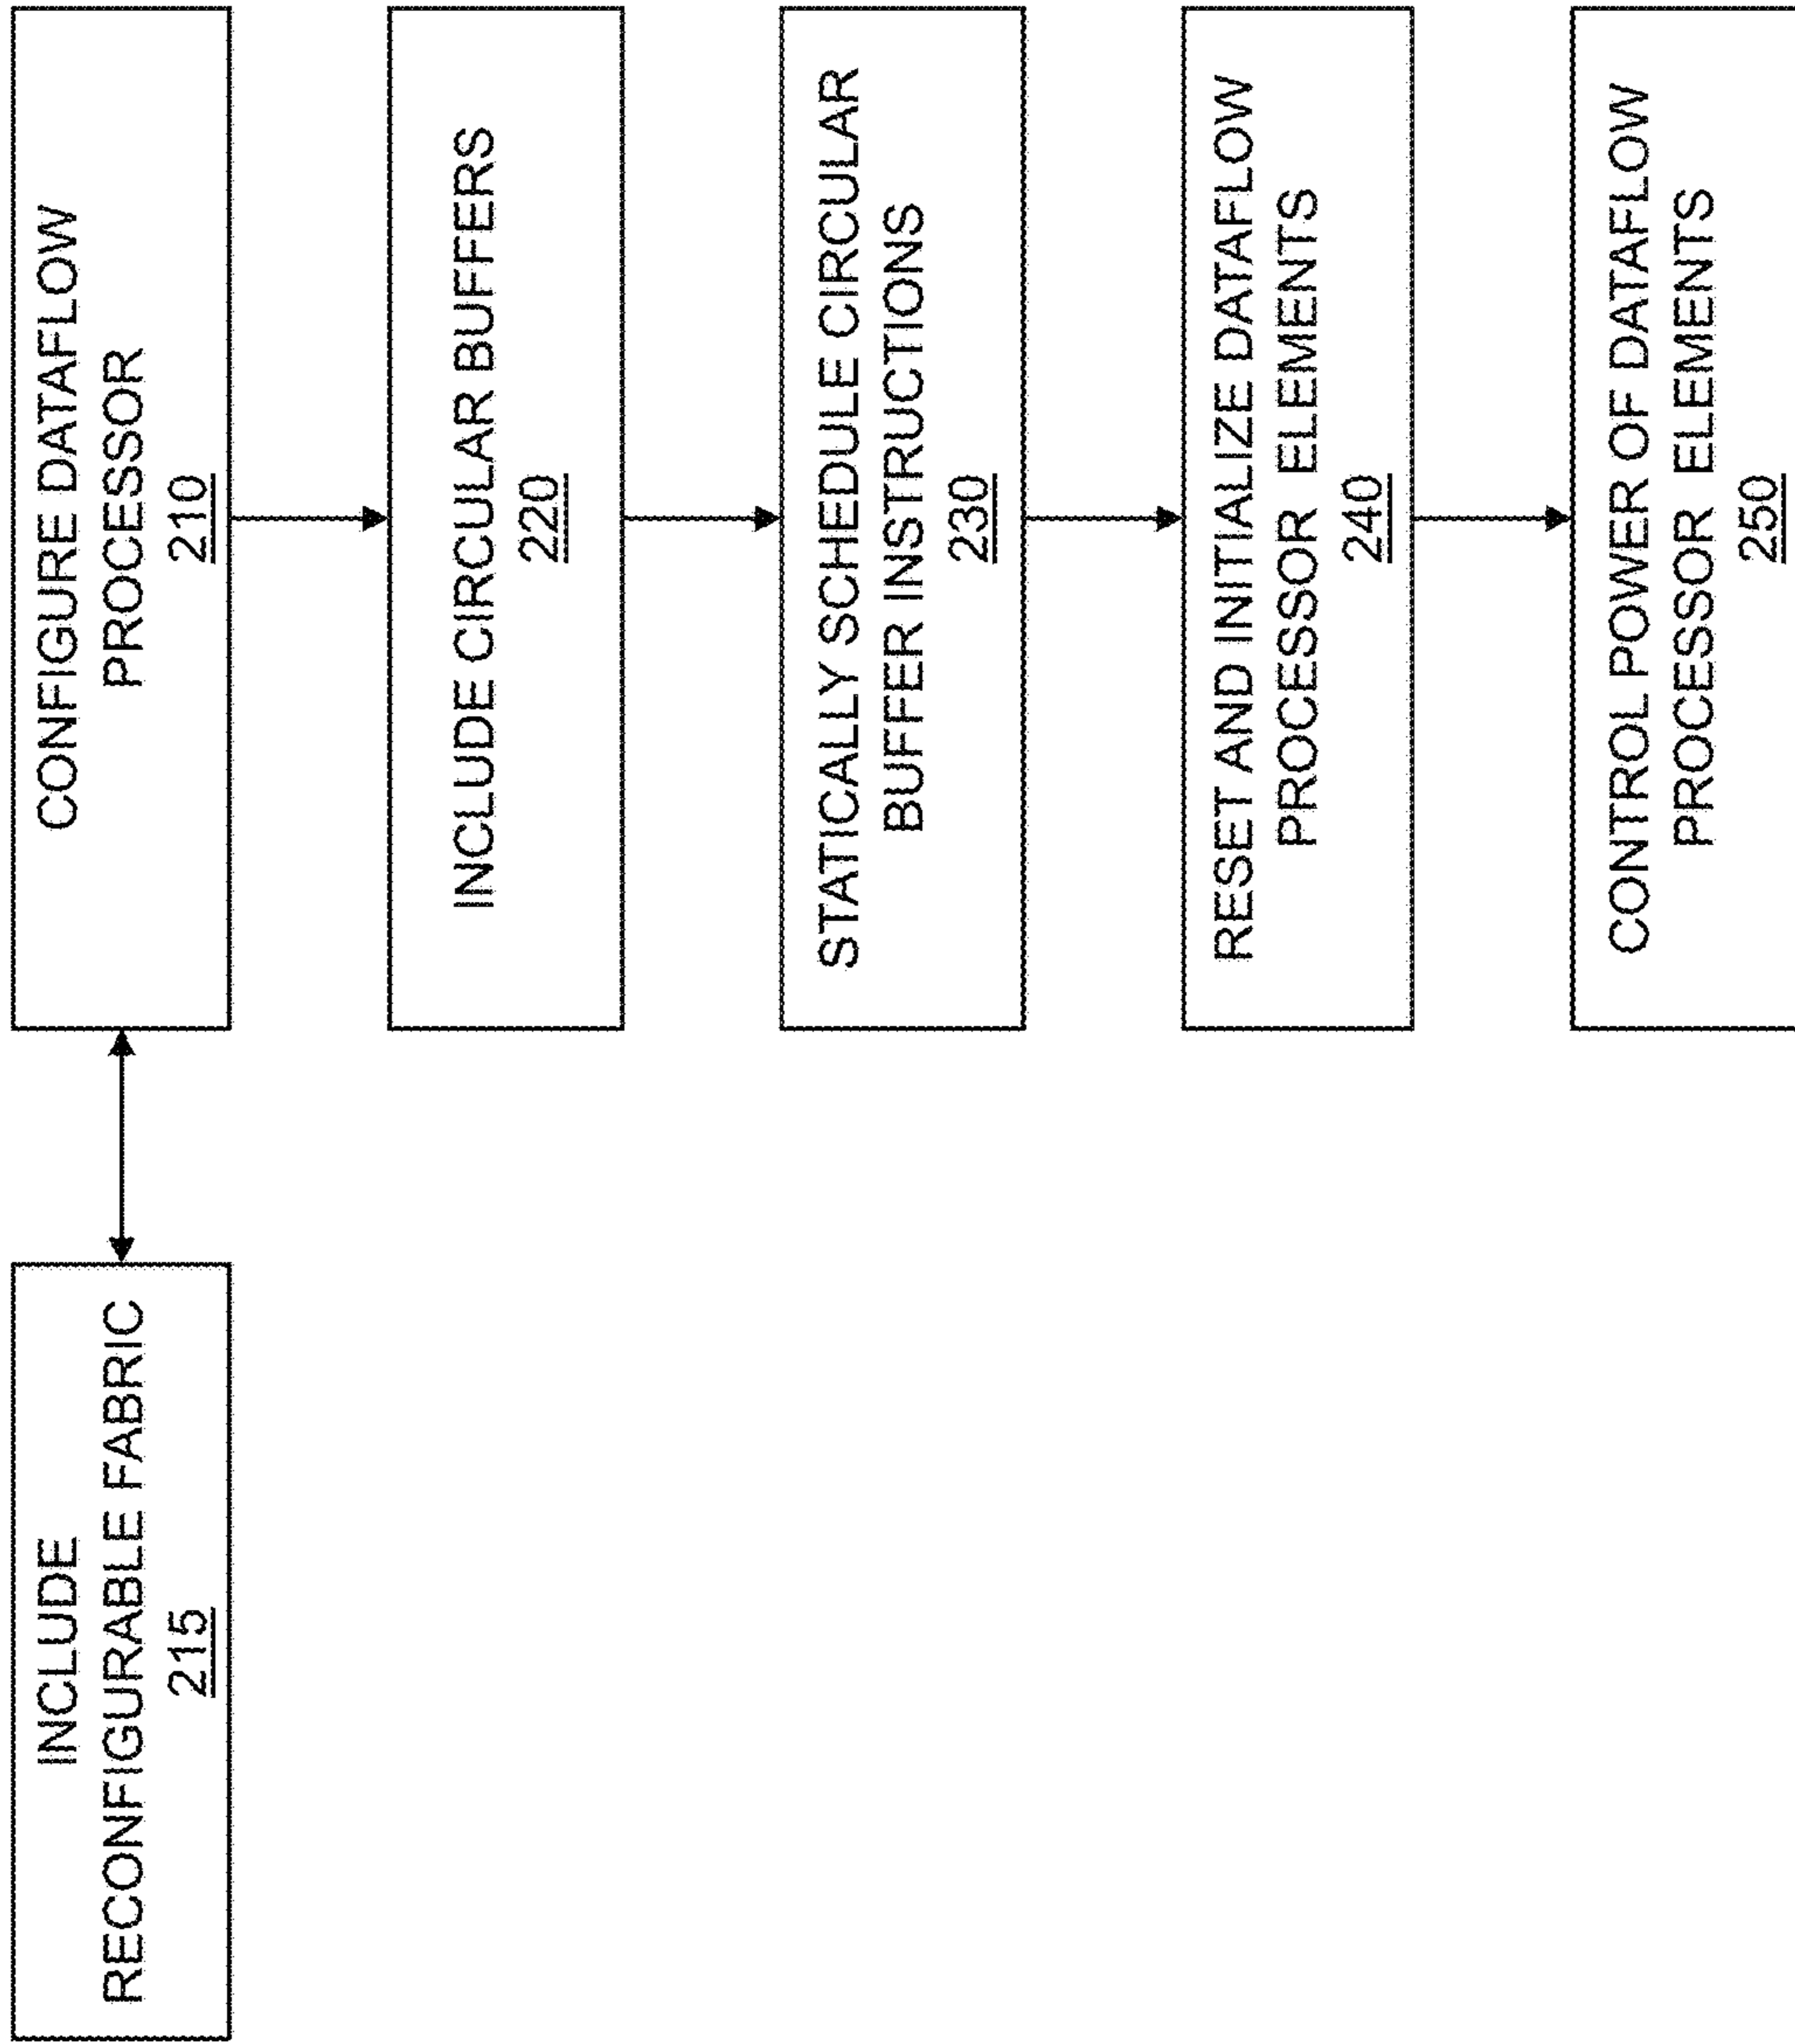 INCLUDE
RECONFIGURABLE FABRIC
215
CONFIGURE DATAFLOW
PROCESSOR
210
INCLUDE CIRCULAR BUFFERS
220
STATICALLY SCHEDULE CIRCULAR
BUFFER INSTRUCTIONS
230
RESET AND INITIALIZE DATAFLOW
PROCESSOR ELEMENTS
240
CONTROL POWER OF DATAFLOW
PROCESSOR ELEMENTS
250